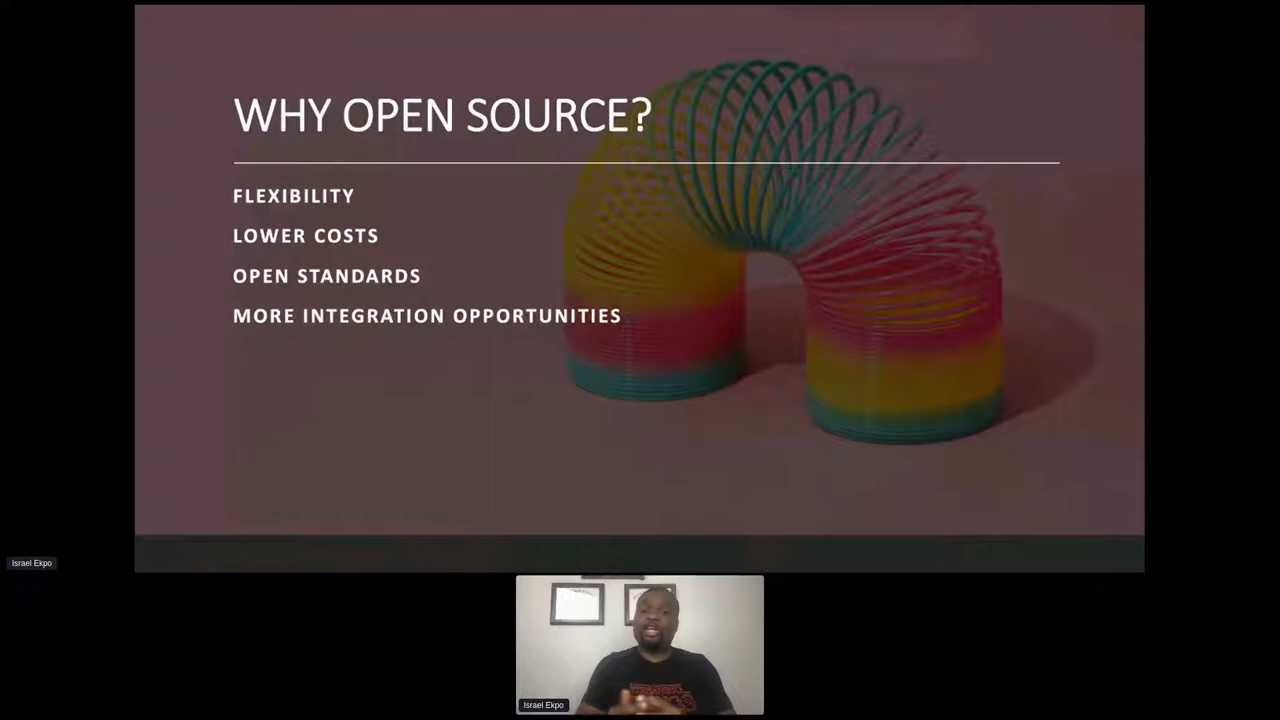 WHY OPEN SOURCE?
FLEXIBILITY
LOWER COSTS
OPEN STANDARDS
MORE INTEGRATION OPPORTUNITIES
Israel Ekpo
Israel Ekpo